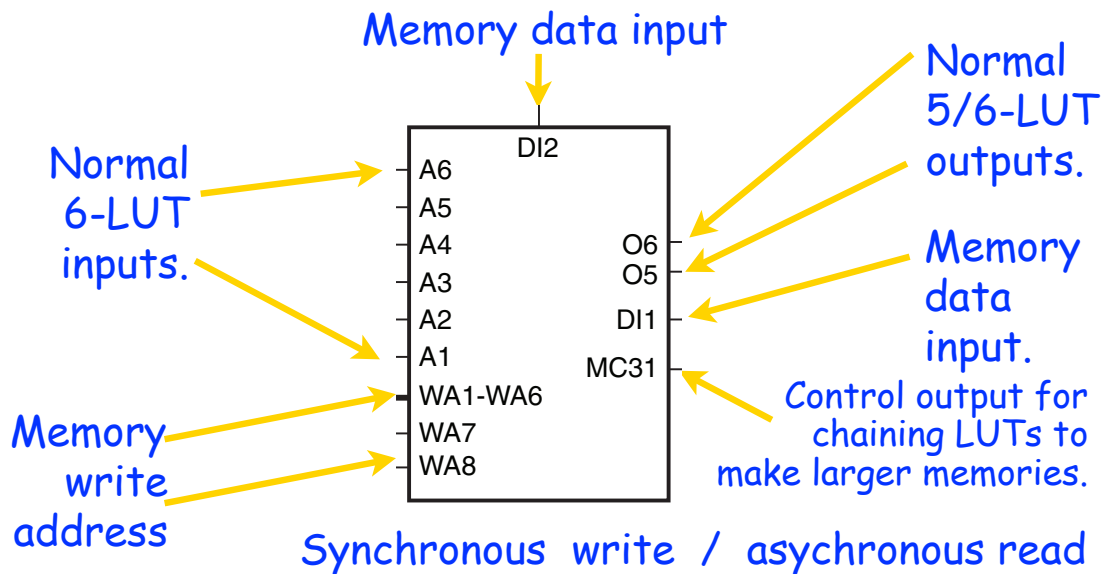 Memory data input
Normal
6-LUT
inputs.
Memory
write
address
DI2
A6
A5
A4
A3
A2
A1
WA1-WA6
WA7
WA8
O6
O5
DI1
MC31
Normal
5/6-LUT
outputs.
Memory
data
input.
Control output for
chaining LUTs to
make larger memories.
Synchronous write / asychronous read